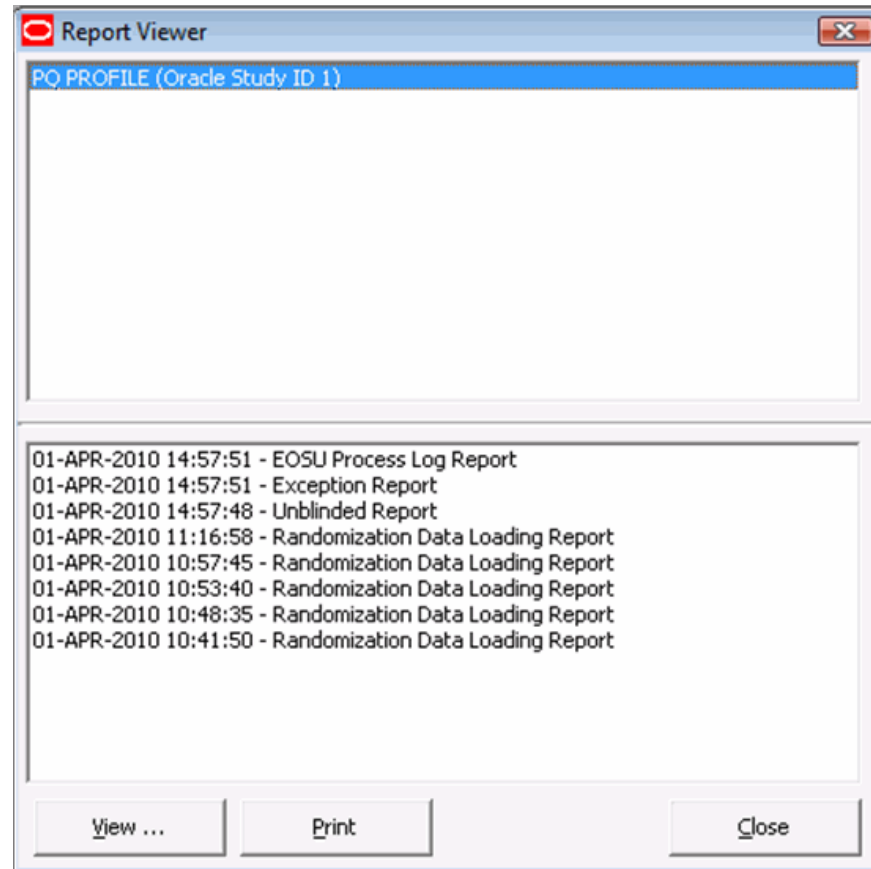 Report Viewer
PQ PROFILE (Oracle Study ID 1)
01-APR-2010 14:57:51 - EOSU Process Log Report
01-APR-2010 14:57:51 - Exception Report
01-APR-2010 14:57:48 - Unblinded Report
01-APR-2010 11:16:58 - Randomization Data Loading Report
01-APR-2010 10:57:45 - Randomization Data Loading Report
01-APR-2010 10:53:40 - Randomization Data Loading Report
01-APR-2010 10:48:35 - Randomization Data Loading Report
01-APR-2010 10:41:50 - Randomization Data Loading Report
View ... Print Close